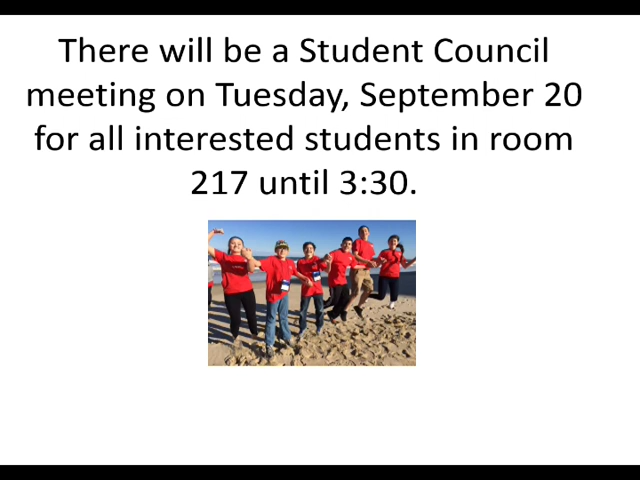 There will be a Student Council
meeting on Tuesday, September 20
for all interested students in room
217 until 3:30.